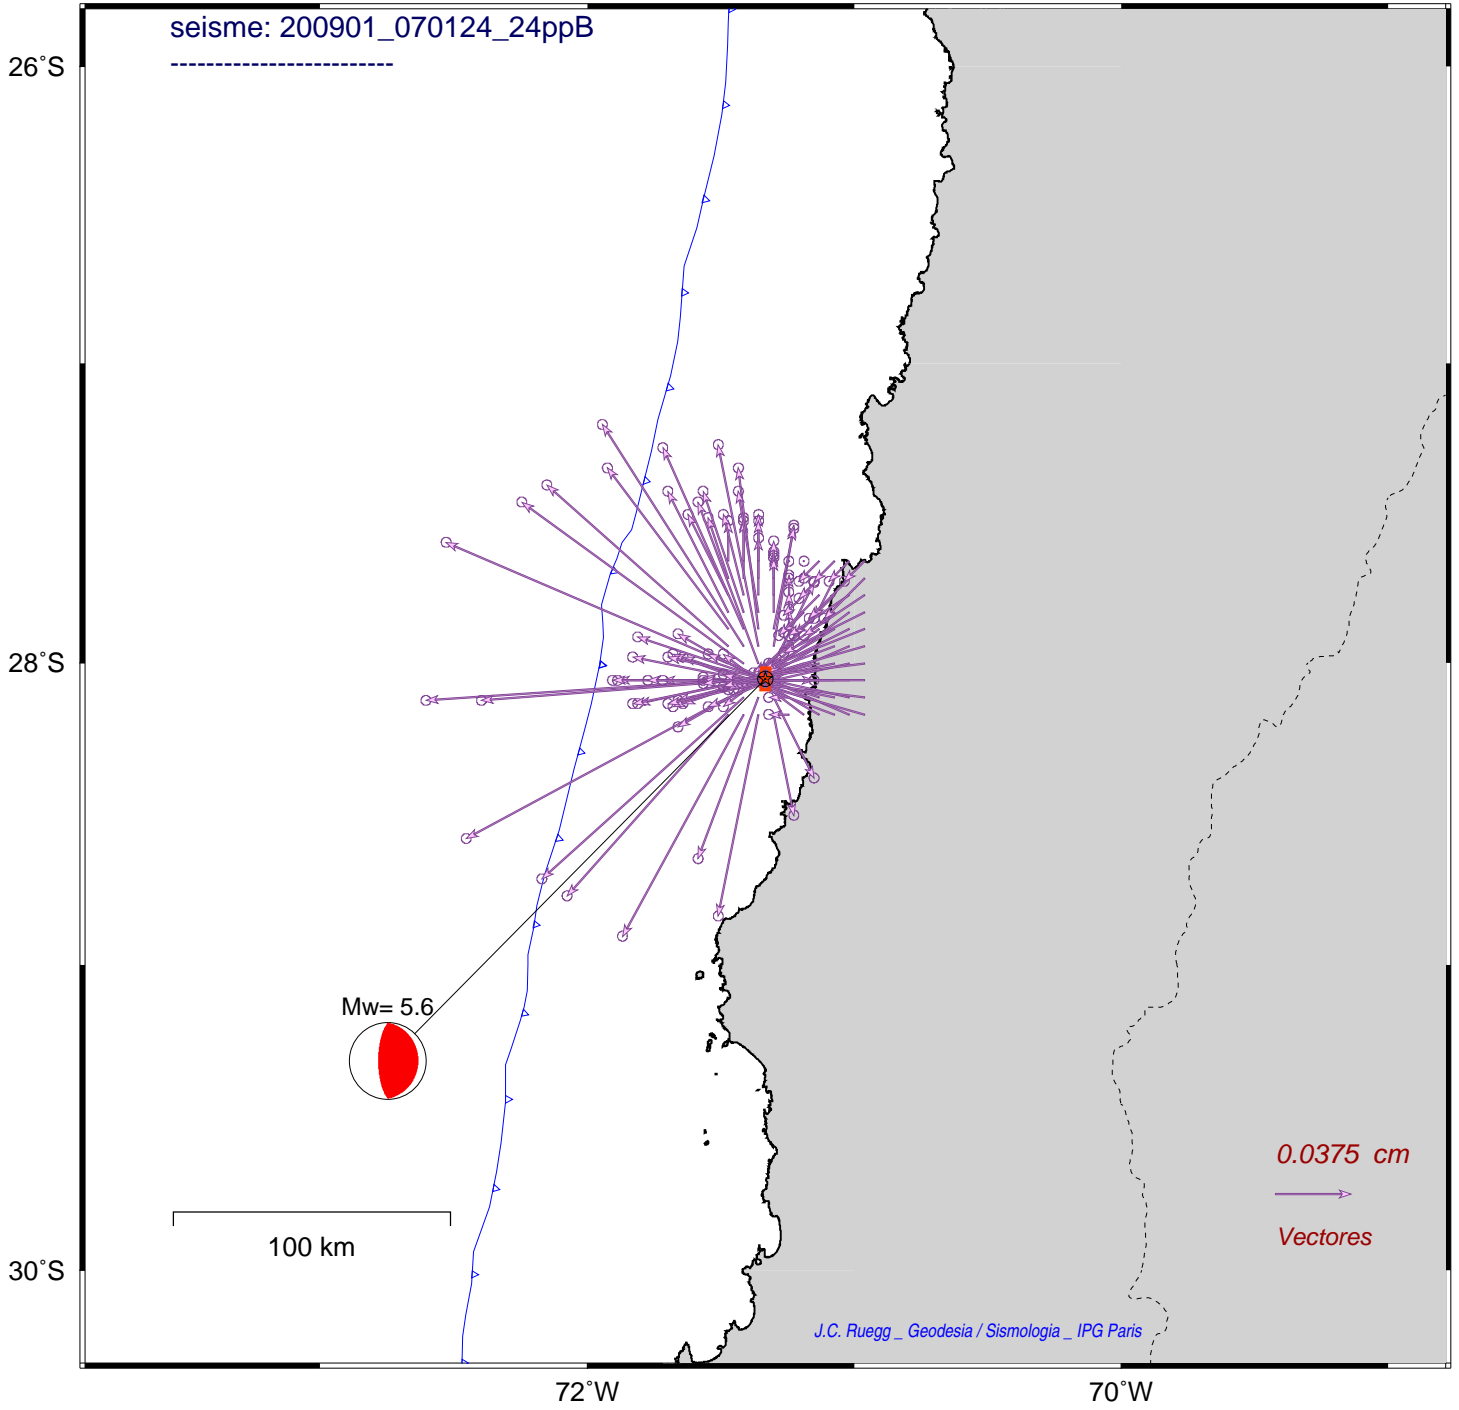 seisme: 200901_070124_24ppB
-------------------------
26˚S
28˚S
Mw= 5.6
0.0375 cm
Vectores
100 km
30˚S
J.C. Ruegg _ Geodesia / Sismologia _ IPG Paris
72˚W
70˚W